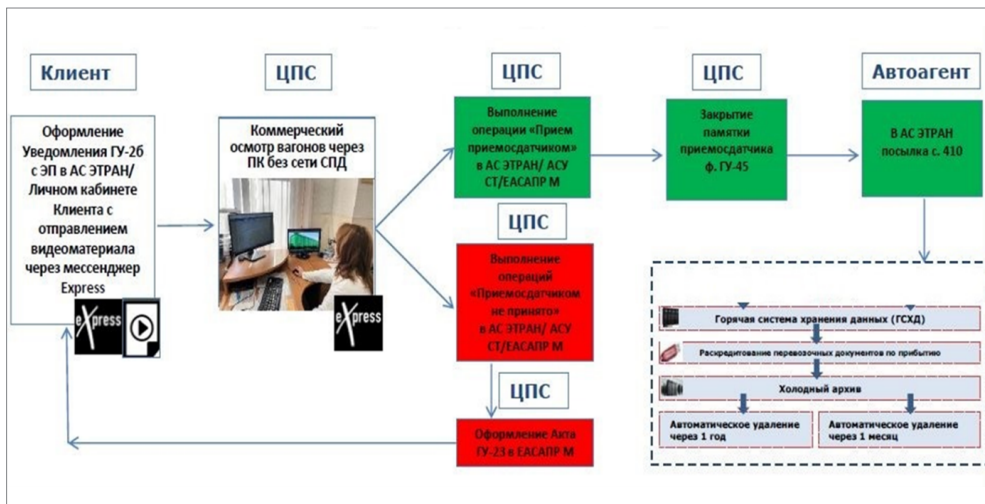 Клиент
Оформление
Уведомления ГУ-2б
с ЭП в АС ЭТРАН/
Личном кабинете
Клиента с
отправлением
видеоматериала
через мессенджер
Express
eXpress
ЦПС
Коммерческий
осмотр вагонов через
ПК без сети СПД
eXpress
ЦПС
Выполнение
операции «Прием
приемосдатчиком»
в АС ЭТРАН/ АСУ
СТ/ЕАСАПР М
ЦПС
Закрытие
памятки
приемосдатчика
ф. ГУ-45
Автоагент
В АС ЭТРАН
посылка с. 410
ЦПС
Выполнение
операций
«Приемосдатчиком
не принято»
в АС ЭТРАН/ АСУ
СТ/ЕАСАПР М
ЦПС
Оформление Акта
ГУ-23 в ЕАСАПР М
Горячая система хранения данных (ГСХД)
Раскредитование перевозочных документов по прибытию
Холодный архив
Автоматическое удаление
через 1 год
Автоматическое удаление
через 1 месяц